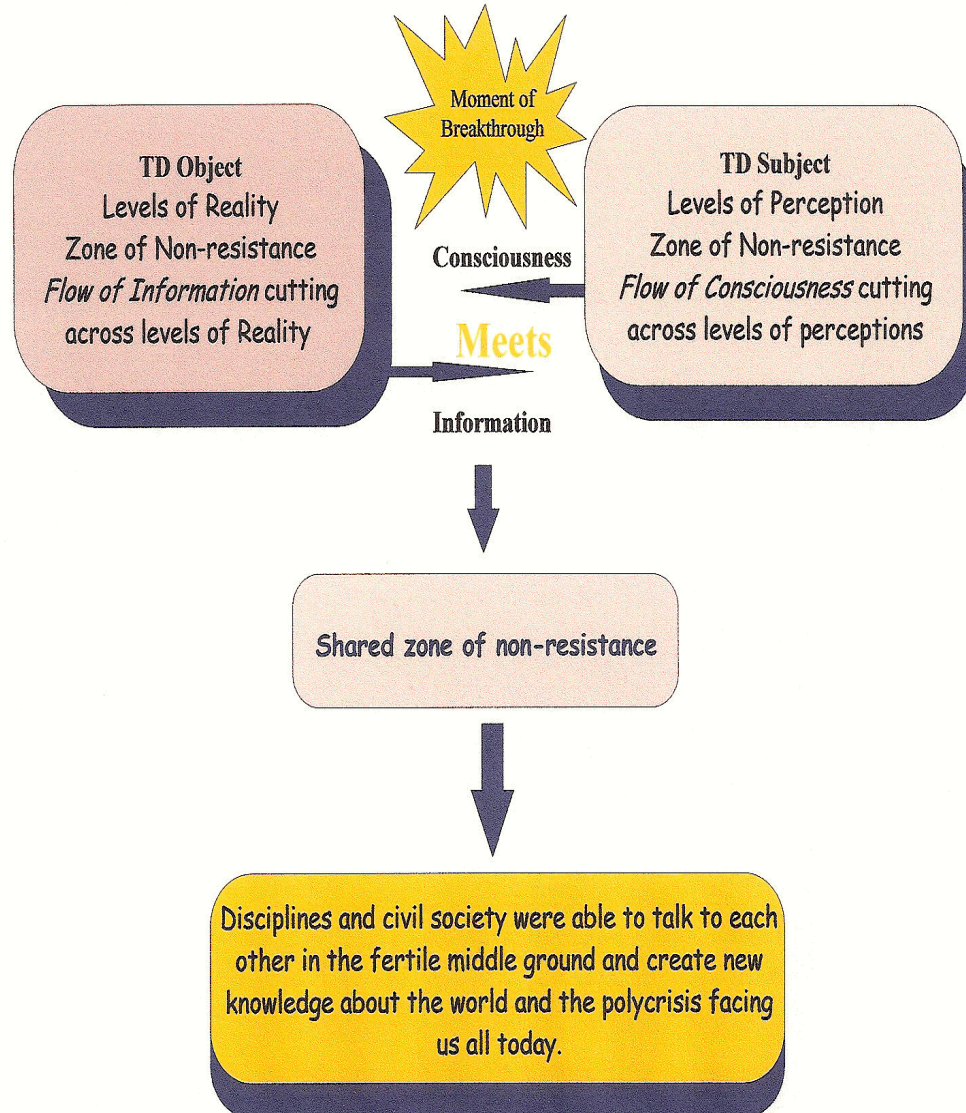 Moment of
Breakthrough
TD Object
Levels of Reality
Zone of Non-resistance
Flow of Information cutting
across levels of Reality
TD Subject
Levels of Perception
Zone of Non-resistance
Flow of Consciousness cutting
across levels of perceptions
Consciousness
Meets
Information
Shared zone of non-resistance
Disciplines and civil society were able to talk to each
other in the fertile middle ground and create new
knowledge about the world and the polycrisis facing
us all today.